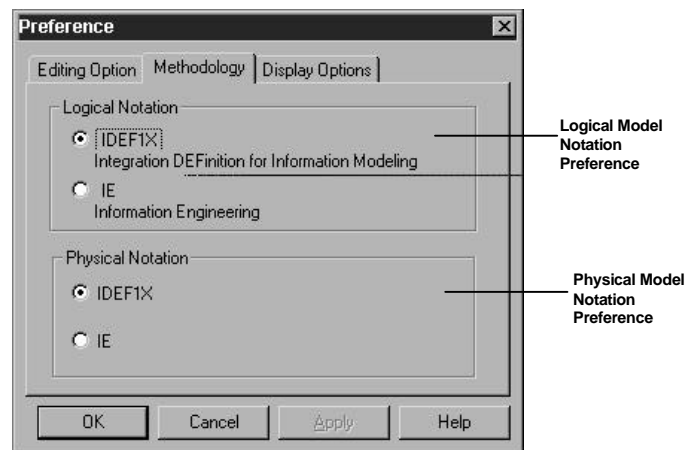 Preference
Editing Option Methodology Display Options
Logical Notation
IDEF1X
Integration DEFinition for Information Modeling
IE
Information Engineering
Physical Notation
IDEF1X
IE
OK Cancel Apply Help
Logical Model
Notation
Preference
Physical Model
Notation
Preference